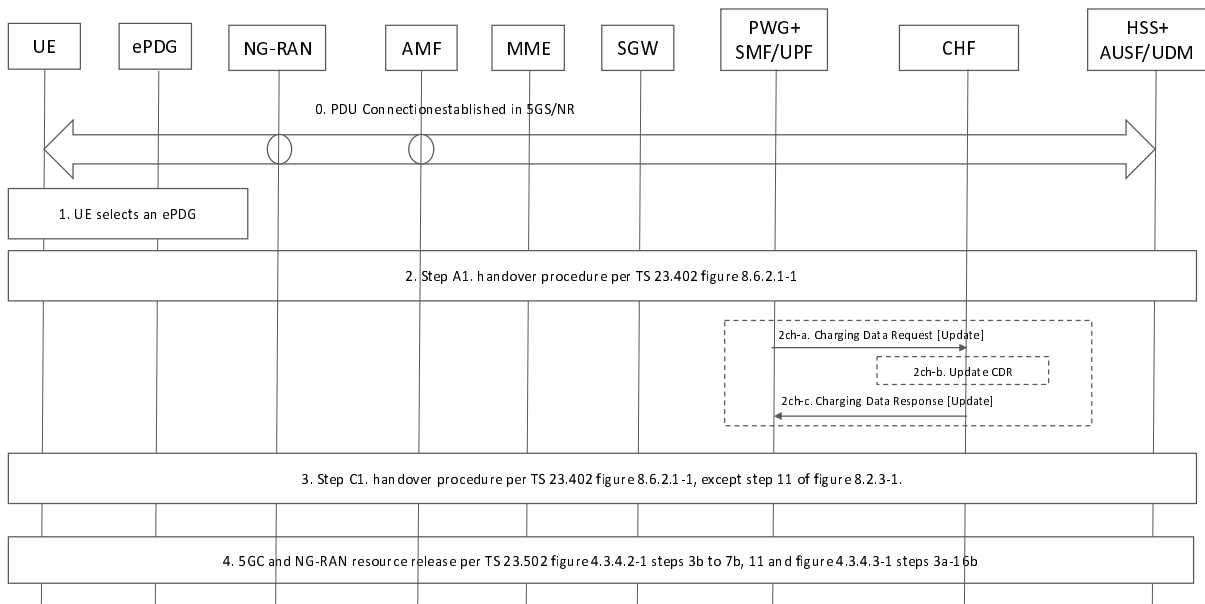 UE
ePDG
NG-RAN
AMF
MME
SGW
PWG+
SMF/UPF
CHF
HSS+
AUSF/UDM
0. PDU Connectionestablished in 5GS/NR
1. UE selects an ePDG
2. Step A1. handover procedure per TS 23.402 figure 8.6.2.1-1
2ch-a. Charging Data Request [Update]
2ch-b. Update CDR
2ch-c. Charging Data Response [Update]
3. Step C1. handover procedure per TS 23.402 figure 8.6.2.1-1, except step 11 of figure 8.2.3-1.
4. 5GC and NG-RAN resource release per TS 23.502 figure 4.3.4.2-1 steps 3b to 7b, 11 and figure 4.3.4.3-1 steps 3a-16b